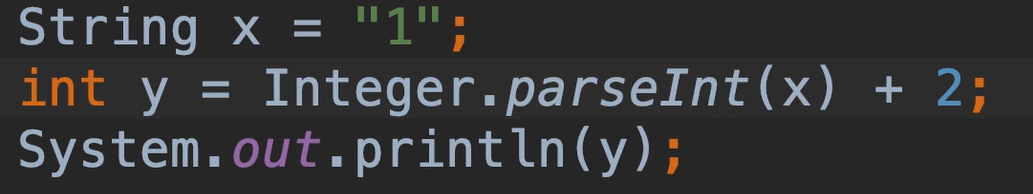 String x = "1";
int y = Integer.parseInt(x) + 2;
System.out.println(y);